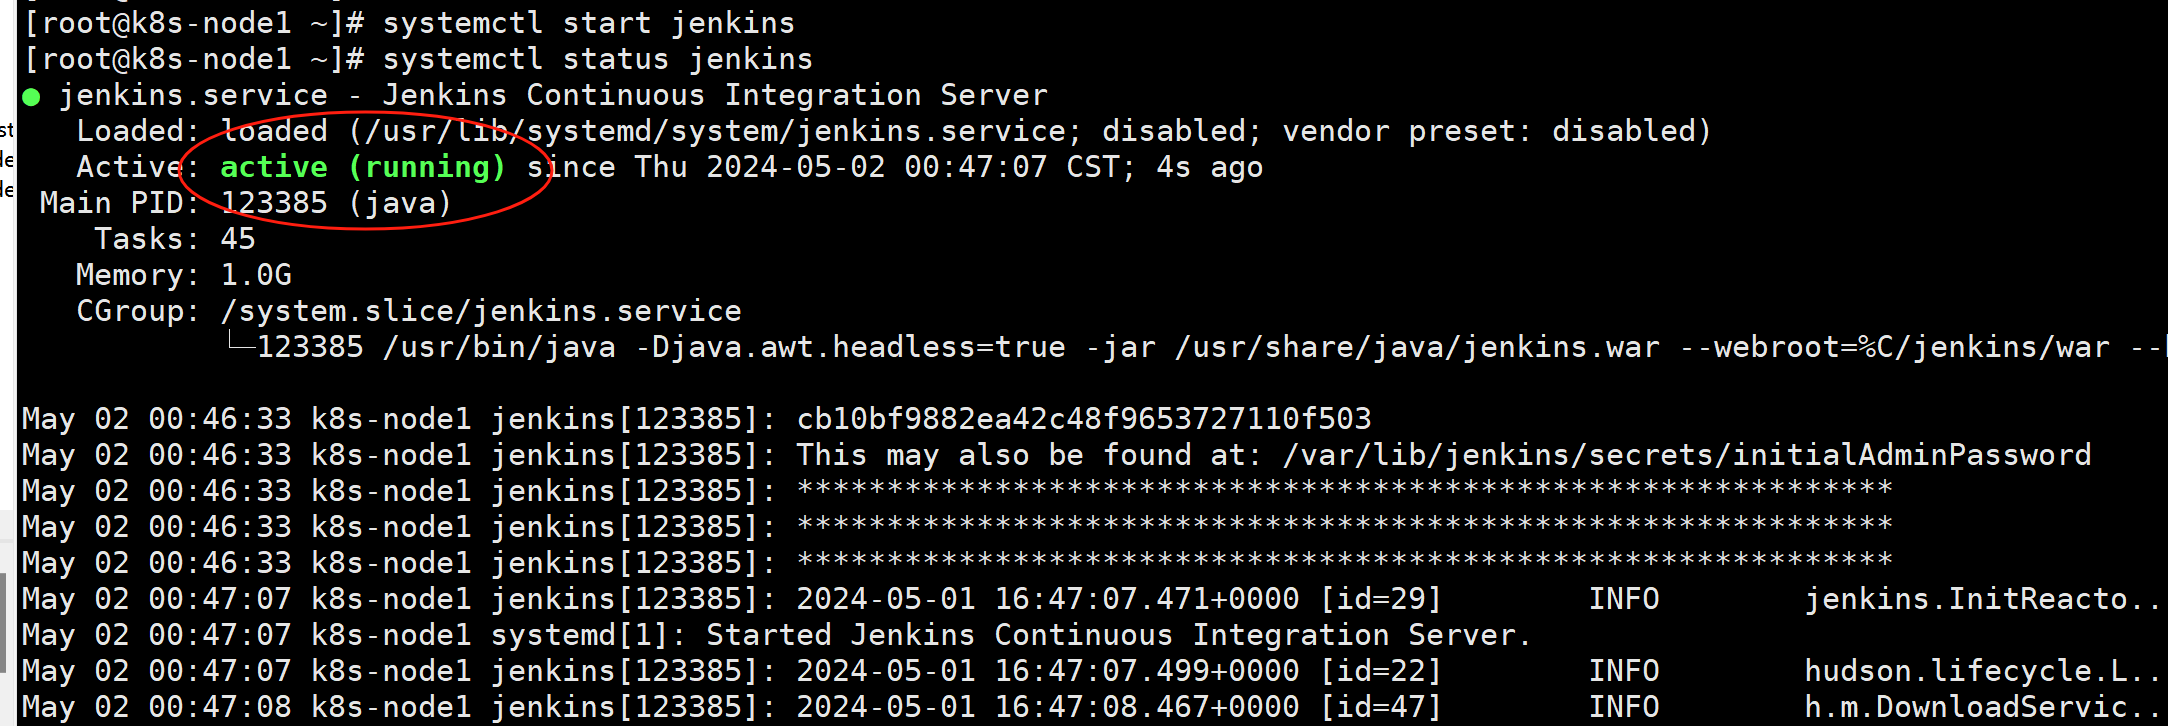 [root@k8s-node1 ~]# systemctl start jenkins
[root@k8s-node1 ~]# systemctl status jenkins
● jenkins.service - Jenkins Continuous Integration Server
Loaded: loaded (/usr/lib/systemd/system/jenkins.service; disabled; vendor preset: disabled)
Active: active (running) since Thu 2024-05-02 00:47:07 CST; 4s ago
Main PID: 123385 (java)
Tasks: 45
Memory: 1.0G
CGroup: /system.slice/jenkins.service
└─123385 /usr/bin/java -Djava.awt.headless=true -jar /usr/share/java/jenkins.war --webroot=%C/jenkins/war --
May 02 00:46:33 k8s-node1 jenkins[123385]: cb10bf9882ea42c48f9653727110f503
May 02 00:46:33 k8s-node1 jenkins[123385]: This may also be found at: /var/lib/jenkins/secrets/initialAdminPassword
May 02 00:46:33 k8s-node1 jenkins[123385]: *************************************************************
May 02 00:46:33 k8s-node1 jenkins[123385]: *************************************************************
May 02 00:46:33 k8s-node1 jenkins[123385]: *************************************************************
May 02 00:47:07 k8s-node1 jenkins[123385]: 2024-05-01 16:47:07.471+0000 [id=29] INFO jenkins.InitReacto...
May 02 00:47:07 k8s-node1 systemd[1]: Started Jenkins Continuous Integration Server.
May 02 00:47:07 k8s-node1 jenkins[123385]: 2024-05-01 16:47:07.499+0000 [id=22] INFO hudson.lifecycle.L...
May 02 00:47:08 k8s-node1 jenkins[123385]: 2024-05-01 16:47:08.467+0000 [id=47] INFO h.m.DownloadServic...